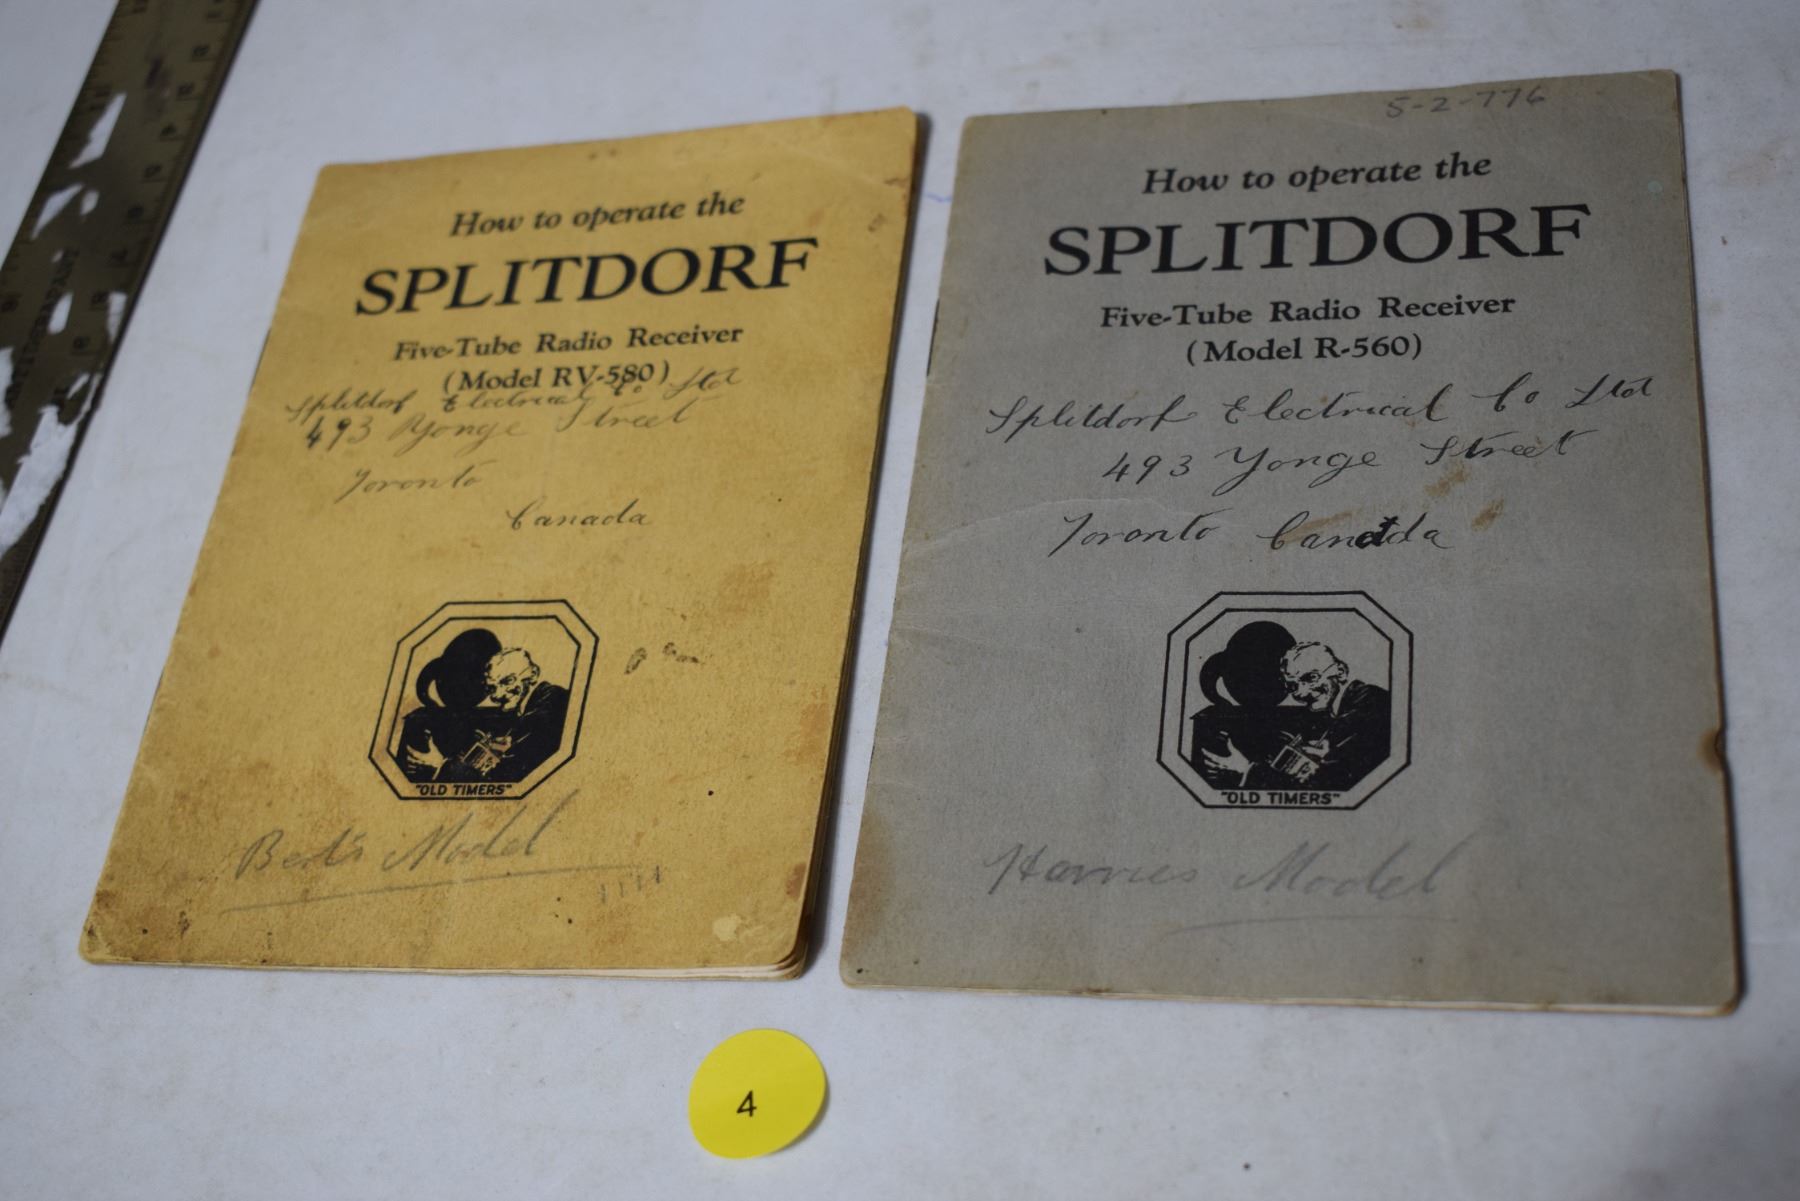 How to operate the
SPLITDORF
Five-Tube Radio Receiver
(Model RV-580)
Splitdorf Electrical Co Ltd
493 Yonge Street
Toronto
Canada
"OLD TIMERS"
Bert's Model
5-2-776
How to operate the
SPLITDORF
Five-Tube Radio Receiver
(Model R-560)
Splitdorf Electrical Co Ltd
493 Yonge Street
Toronto Canada
"OLD TIMERS"
Harries Model
4